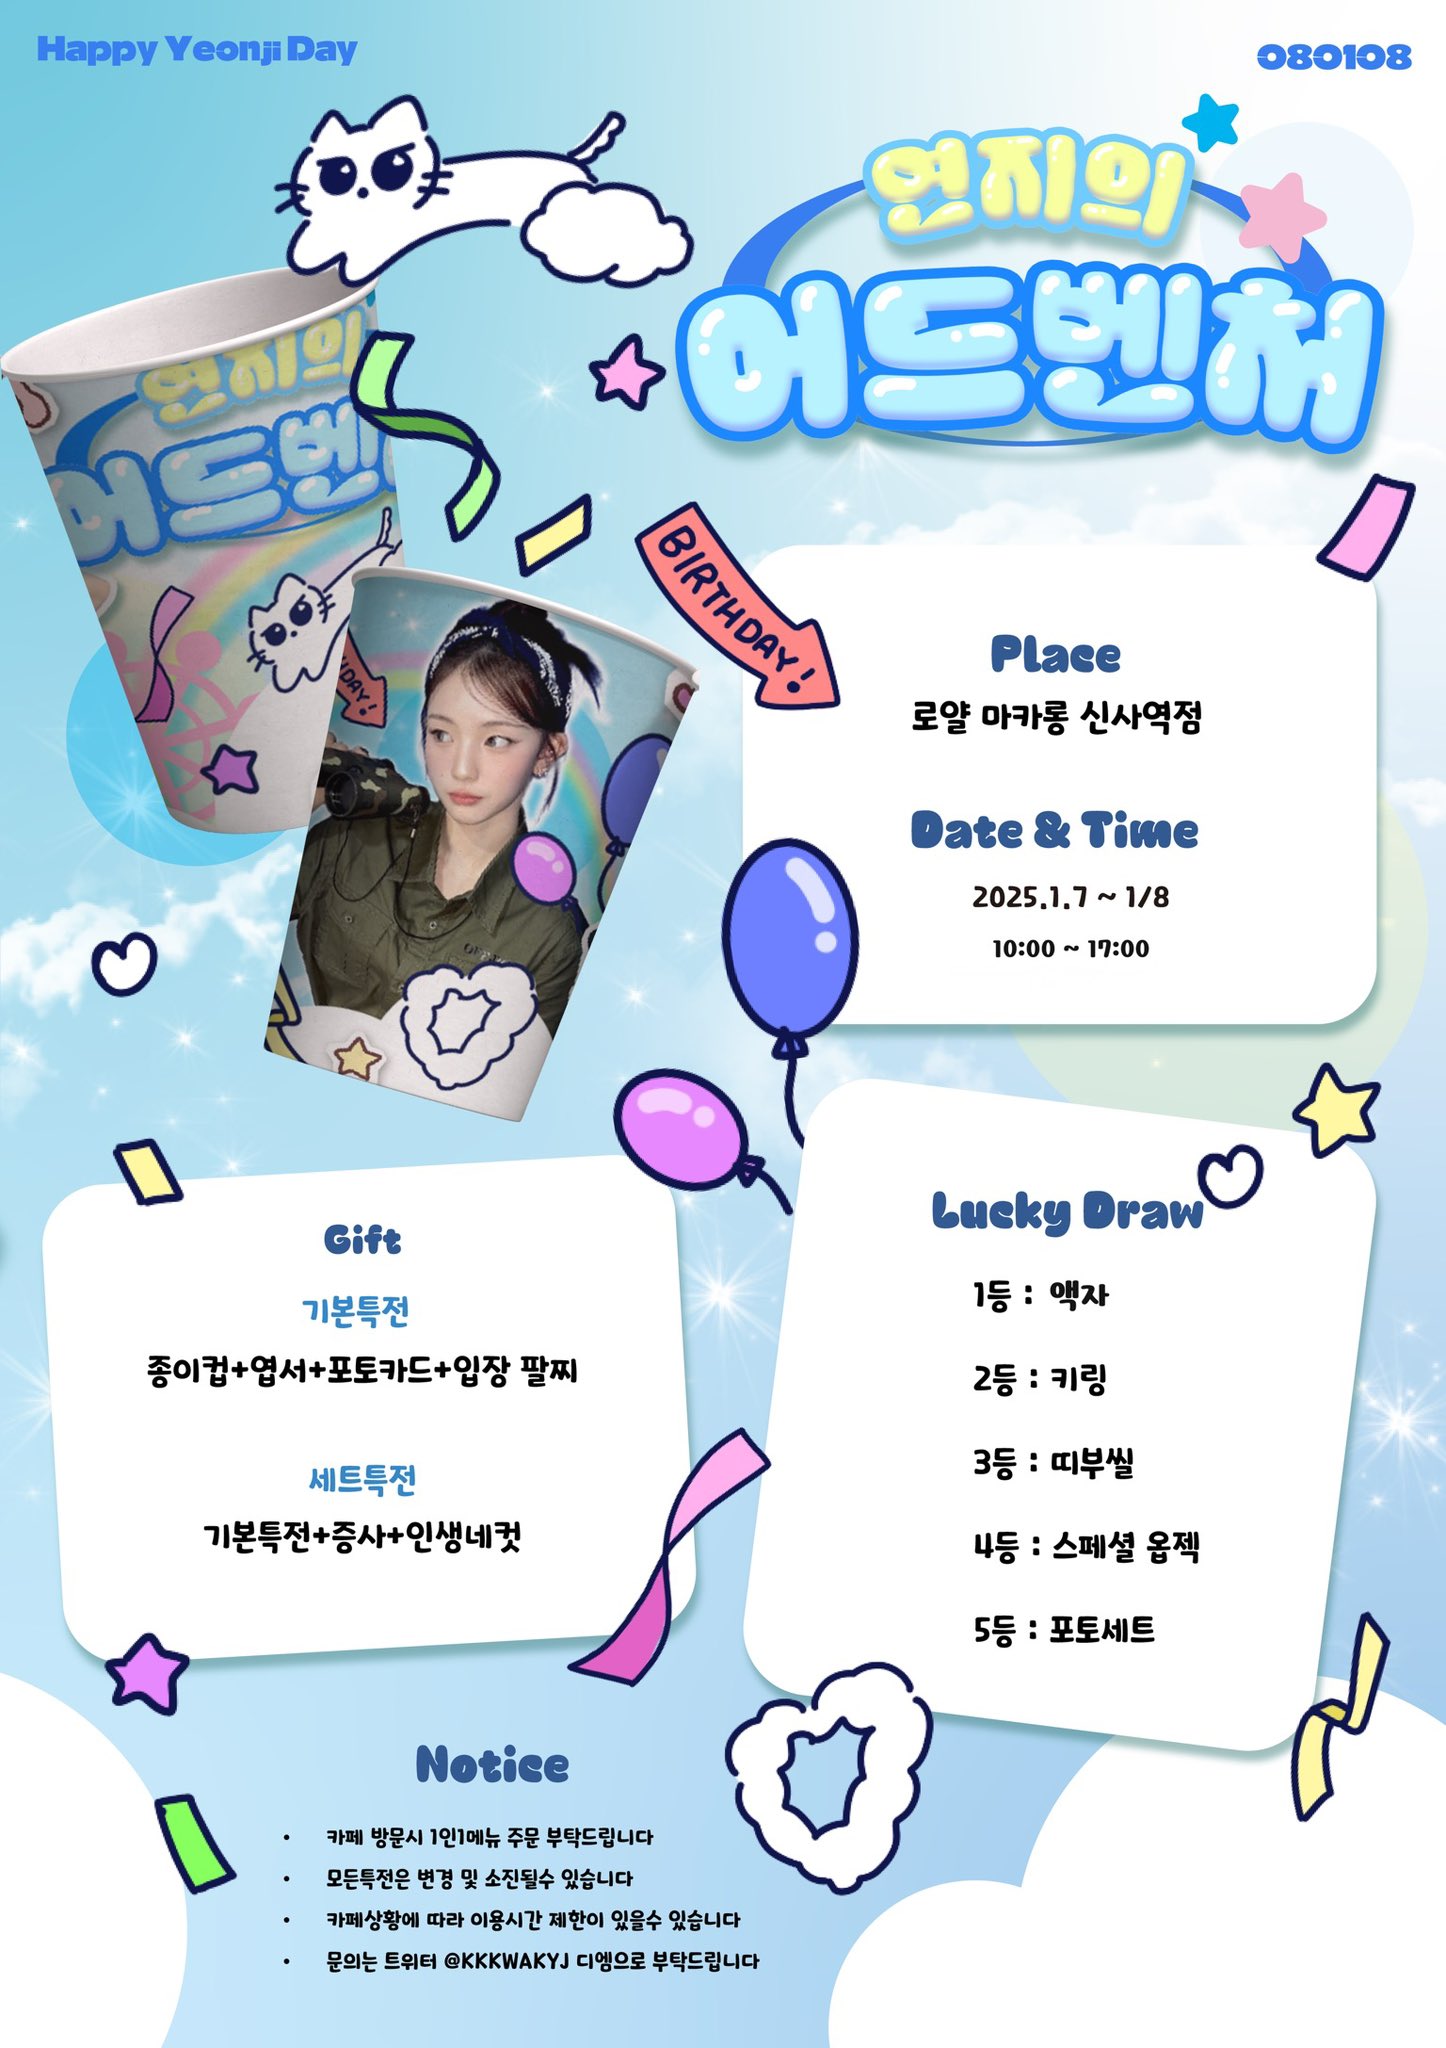 Happy Yeonji Day
080108
연지의
어드벤처
연지의
어드벤
BIRTHDAY!
DAY!
Place
로얄 마카롱 신사역점
Date & Time
2025.1.7 ~ 1/8
10:00 ~ 17:00
Gift
기본특전
종이컵+엽서+포토카드+입장 팔찌
세트특전
기본특전+증사+인생네컷
Lucky Draw
1등 : 액자
2등 : 키링
3등 : 띠부씰
4등 : 스페셜 옵젝
5등 : 포토세트
Notice
• 카페 방문시 1인1메뉴 주문 부탁드립니다
• 모든특전은 변경 및 소진될수 있습니다
• 카페상황에 따라 이용시간 제한이 있을수 있습니다
• 문의는 트위터 @KKKWAKYJ 디엠으로 부탁드립니다